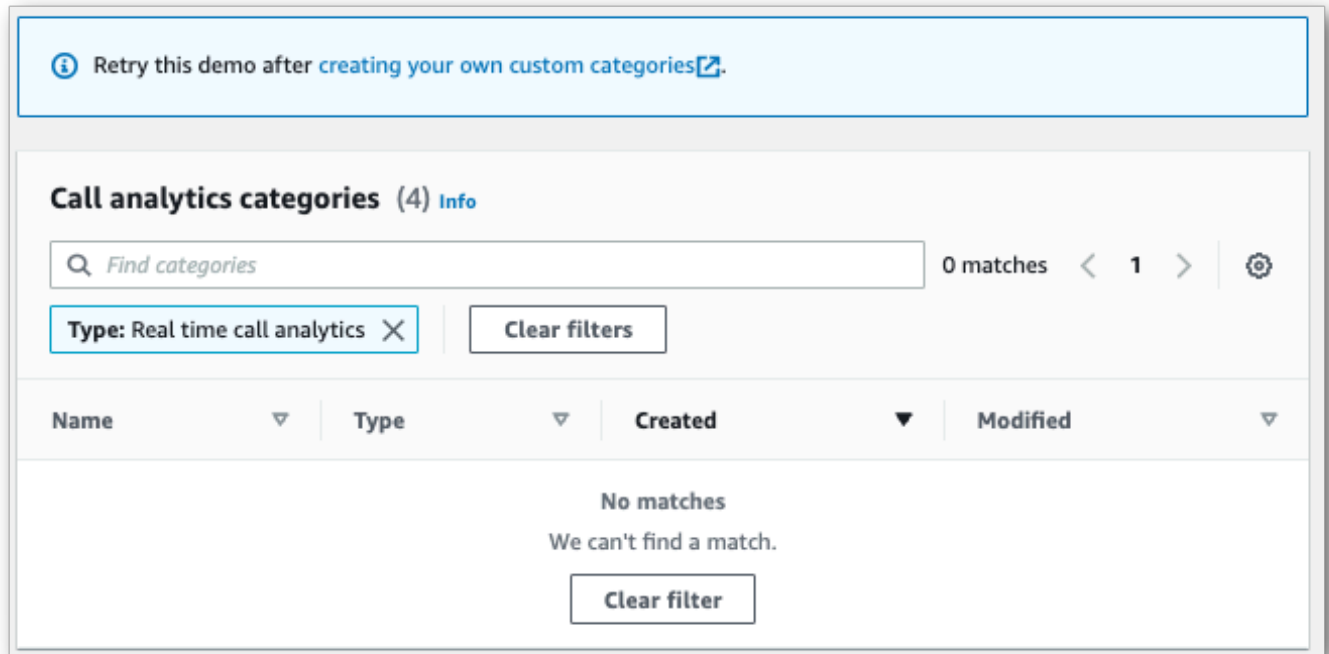 Retry this demo after creating your own custom categories.
Call analytics categories (4) Info
Find categories 0 matches 1
Type: Real time call analytics Clear filters
Name Type Created Modified
No matches
We can't find a match.
Clear filter